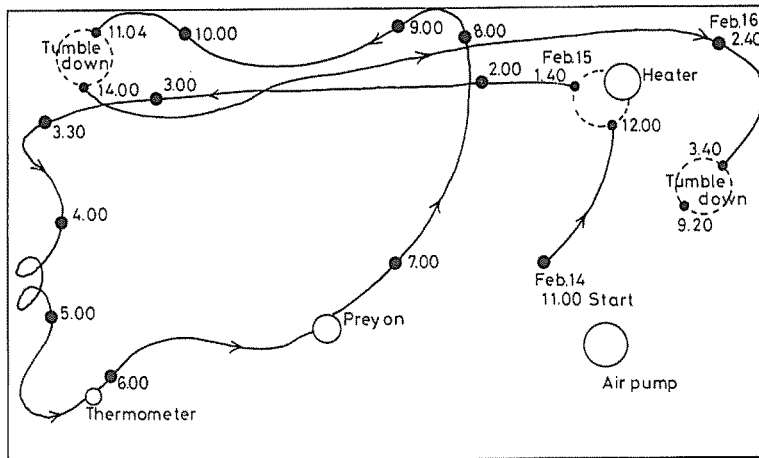 11.04
10.00
9.00
8.00
Feb.16
2.40
Tumble
down
14.00
3.00
2.00
Feb.15
1.40
Heater
12.00
3.30
3.40
Tumble
down
9.20
4.00
7.00
Feb.14
11.00 Start
5.00
Prey on
6.00
Thermometer
Air pump